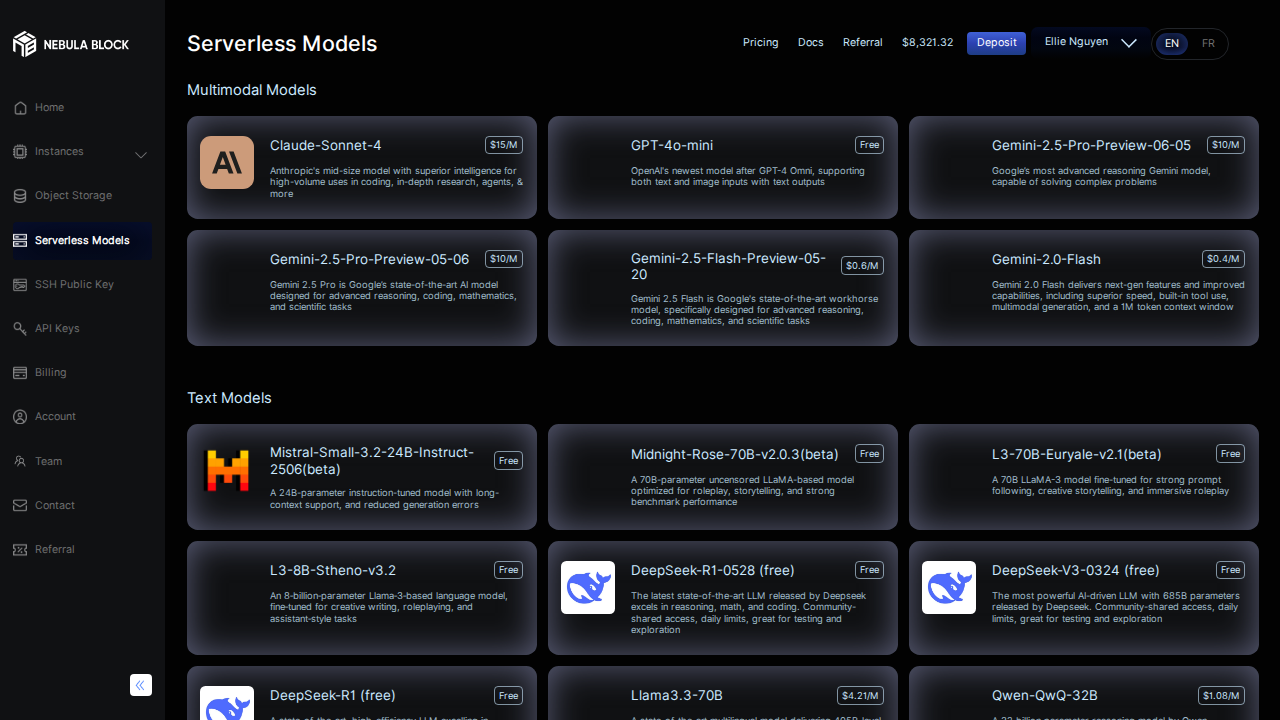 NEBULA BLOCK
Home
Instances
Object Storage
Serverless Models
SSH Public Key
API Keys
Billing
Account
Team
Contact
Referral
Serverless Models
Pricing Docs Referral $8,321.32 Deposit Ellie Nguyen EN FR
Multimodal Models
Claude-Sonnet-4 $15/M
Anthropic's mid-size model with superior intelligence for
high-volume uses in coding, in-depth research, agents, &
more
GPT-4o-mini Free
OpenAI's newest model after GPT-4 Omni, supporting
both text and image inputs with text outputs
Gemini-2.5-Pro-Preview-06-05 $10/M
Google's most advanced reasoning Gemini model,
capable of solving complex problems
Gemini-2.5-Pro-Preview-05-06 $10/M
Gemini 2.5 Pro is Google's state-of-the-art AI model
designed for advanced reasoning, coding, mathematics,
and scientific tasks
Gemini-2.5-Flash-Preview-05-
20 $0.6/M
Gemini 2.5 Flash is Google's state-of-the-art workhorse
model, specifically designed for advanced reasoning,
coding, mathematics, and scientific tasks
Gemini-2.0-Flash $0.4/M
Gemini 2.0 Flash delivers next-gen features and improved
capabilities, including superior speed, built-in tool use,
multimodal generation, and a 1M token context window
Text Models
Mistral-Small-3.2-24B-Instruct-
2506(beta) Free
A 24B-parameter instruction-tuned model with long-
context support, and reduced generation errors
Midnight-Rose-70B-v2.0.3(beta) Free
A 70B-parameter uncensored LLaMA-based model
optimized for roleplay, storytelling, and strong
benchmark performance
L3-70B-Euryale-v2.1(beta) Free
A 70B LLaMA-3 model fine-tuned for strong prompt
following, creative storytelling, and immersive roleplay
L3-8B-Stheno-v3.2 Free
An 8-billion-parameter Llama-3-based language model,
fine-tuned for creative writing, roleplaying, and
assistant-style tasks
DeepSeek-R1-0528 (free) Free
The latest state-of-the-art LLM released by Deepseek
excels in reasoning, math, and coding. Community-
shared access, daily limits, great for testing and
exploration
DeepSeek-V3-0324 (free) Free
The most powerful AI-driven LLM with 685B parameters
released by Deepseek. Community-shared access, daily
limits, great for testing and exploration
DeepSeek-R1 (free) Free
Llama3.3-70B $4.21/M
Qwen-QwQ-32B $1.08/M